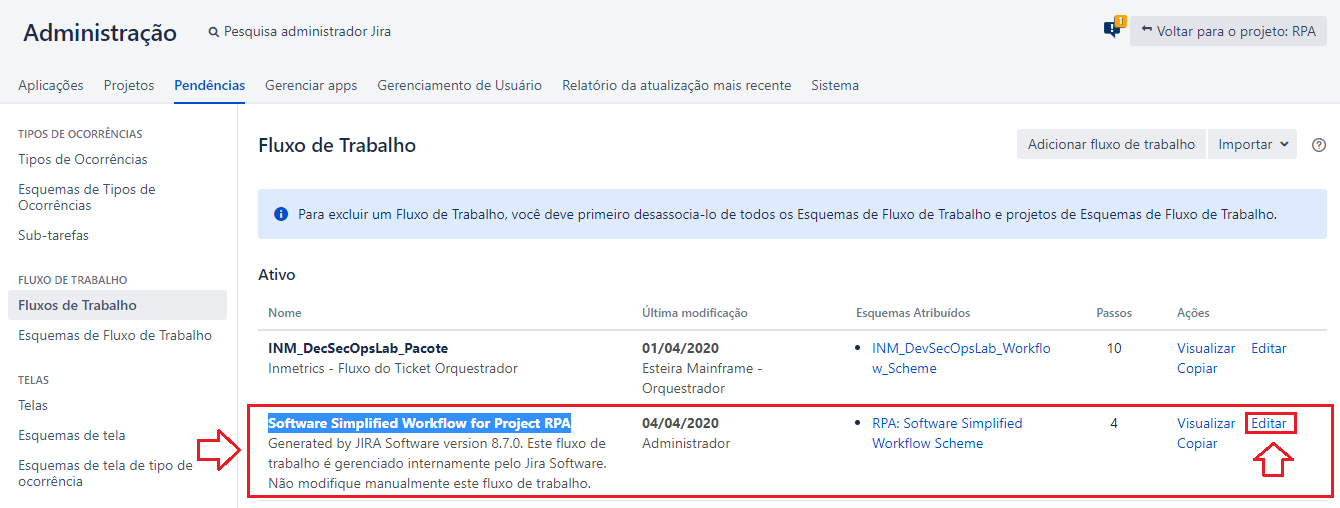 Administração
Pesquisa administrador Jira
1
Voltar para o projeto: RPA
Aplicações
Projetos
Pendências
Gerenciar apps
Gerenciamento de Usuário
Relatório da atualização mais recente
Sistema
TIPOS DE OCORRÊNCIAS
Tipos de Ocorrências
Esquemas de Tipos de
Ocorrências
Sub-tarefas
FLUXO DE TRABALHO
Fluxos de Trabalho
Esquemas de Fluxo de Trabalho
TELAS
Telas
Esquemas de tela
Esquemas de tela de tipo de
ocorrência
Fluxo de Trabalho
Adicionar fluxo de trabalho
Importar
Para excluir um Fluxo de Trabalho, você deve primeiro desassocia-lo de todos os Esquemas de Fluxo de Trabalho e projetos de Esquemas de Fluxo de Trabalho.
Ativo
Nome
Última modificação
Esquemas Atribuídos
Passos
Ações
INM_DecSecOpsLab_Pacote
Inmetrics - Fluxo do Ticket Orquestrador
01/04/2020
Esteira Mainframe -
Orquestrador
INM_DevSecOpsLab_Workflo
w_Scheme
10
Visualizar
Editar
Copiar
Software Simplified Workflow for Project RPA
Generated by JIRA Software version 8.7.0. Este fluxo de
trabalho é gerenciado internamente pelo Jira Software.
Não modifique manualmente este fluxo de trabalho.
04/04/2020
Administrador
RPA: Software Simplified
Workflow Scheme
4
Visualizar
Editar
Copiar